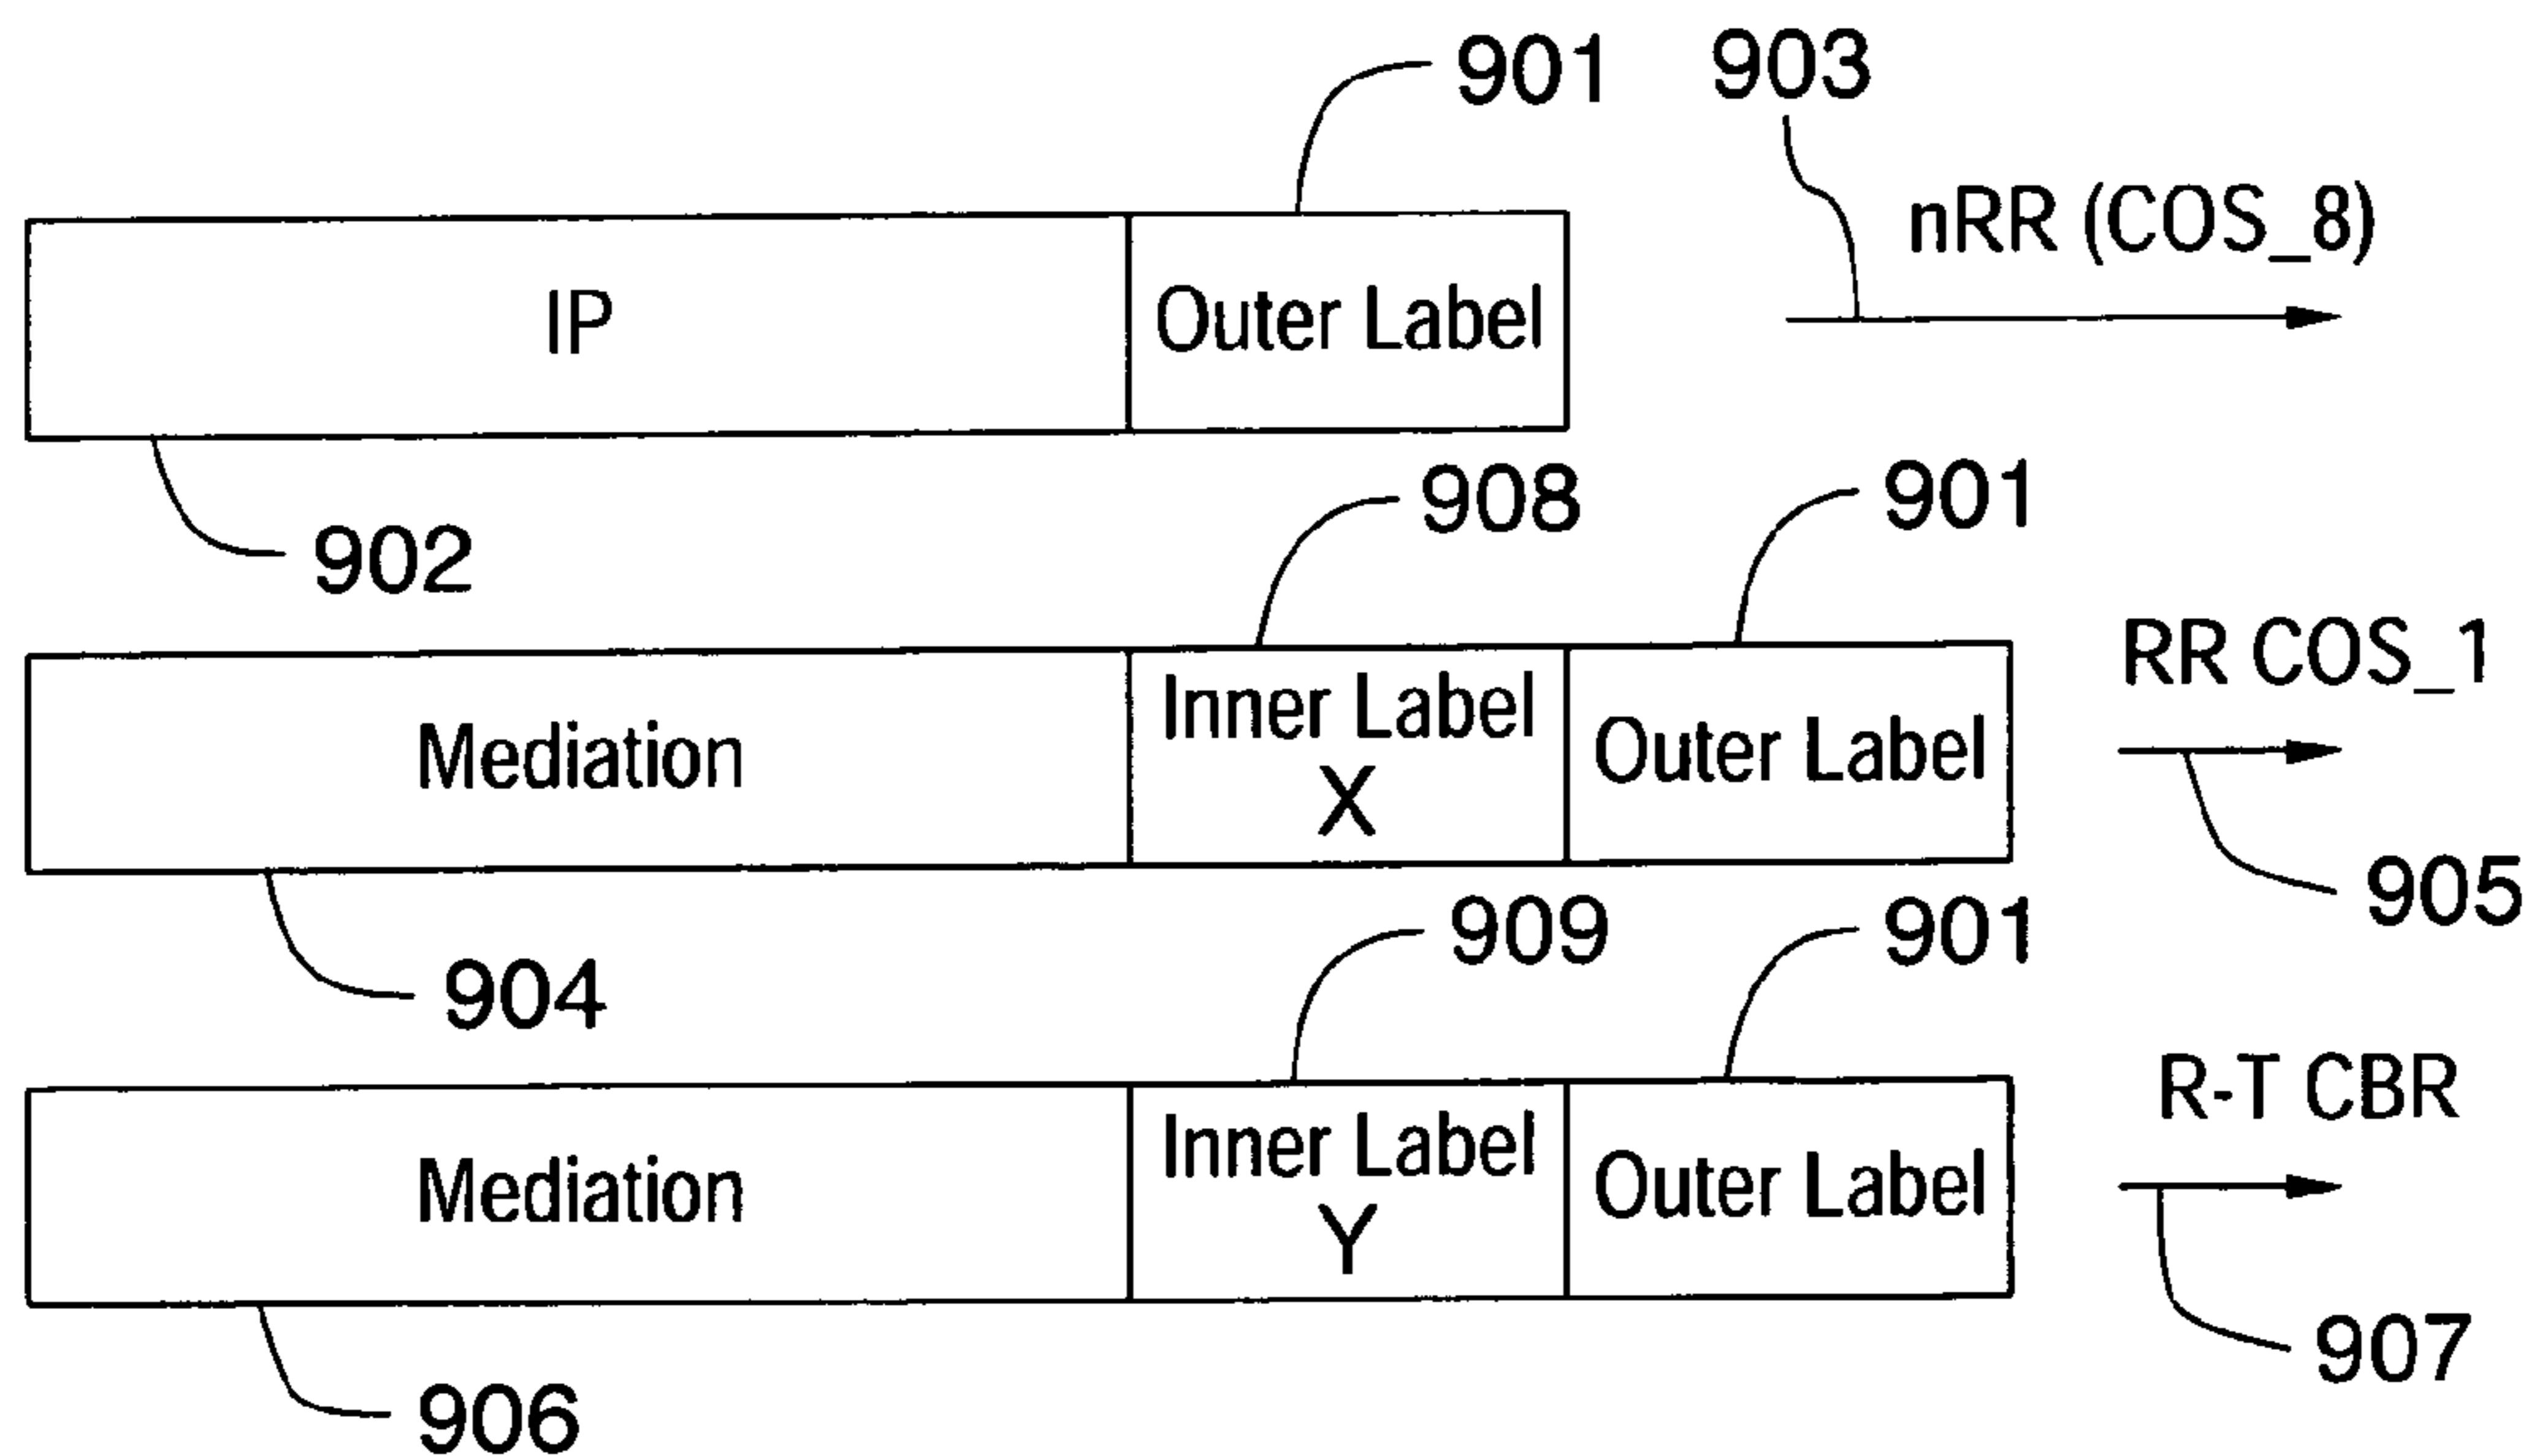 901
903
nRR (COS_8)
IP
Outer Label
902
908
901
RR COS_1
Mediation
Inner Label
X
Outer Label
905
904
909
901
R-T CBR
Mediation
Inner Label
Y
Outer Label
907
906